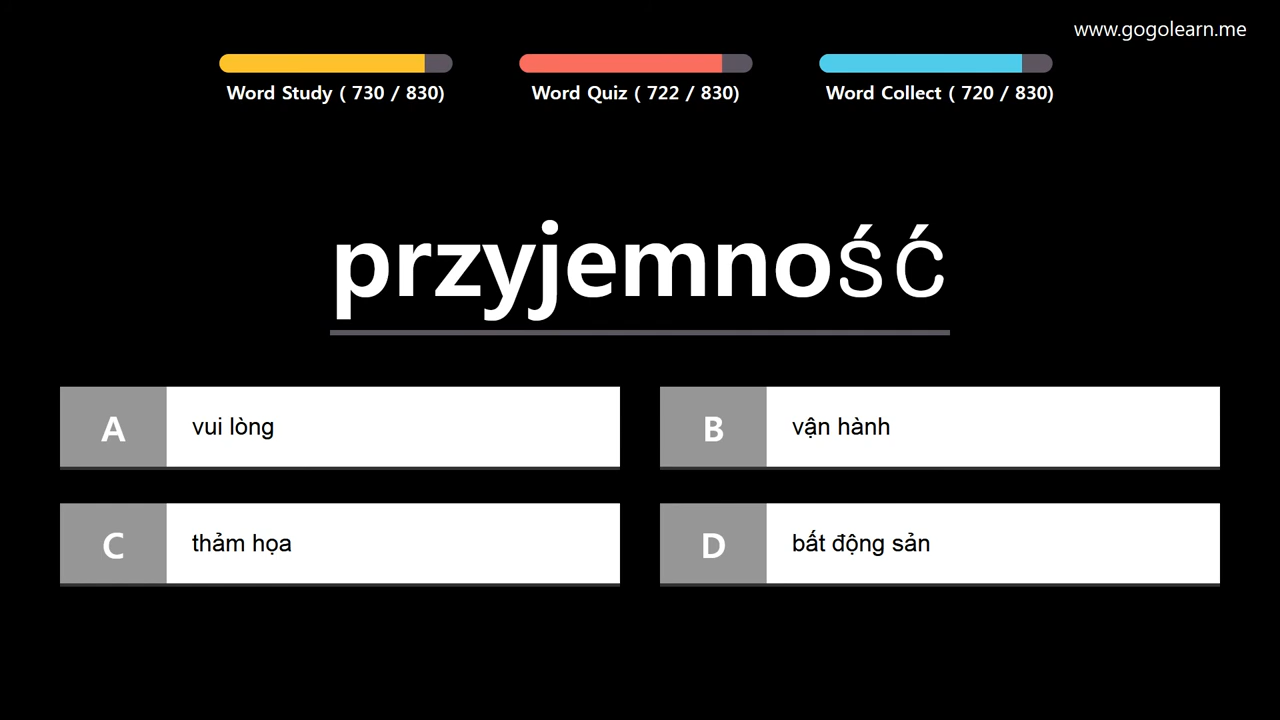 www.gogolearn.me
Word Study ( 730 / 830)
Word Quiz ( 722 / 830)
Word Collect ( 720 / 830)
przyjemność
A
vui lòng
B
vận hành
C
thảm họa
D
bất động sản